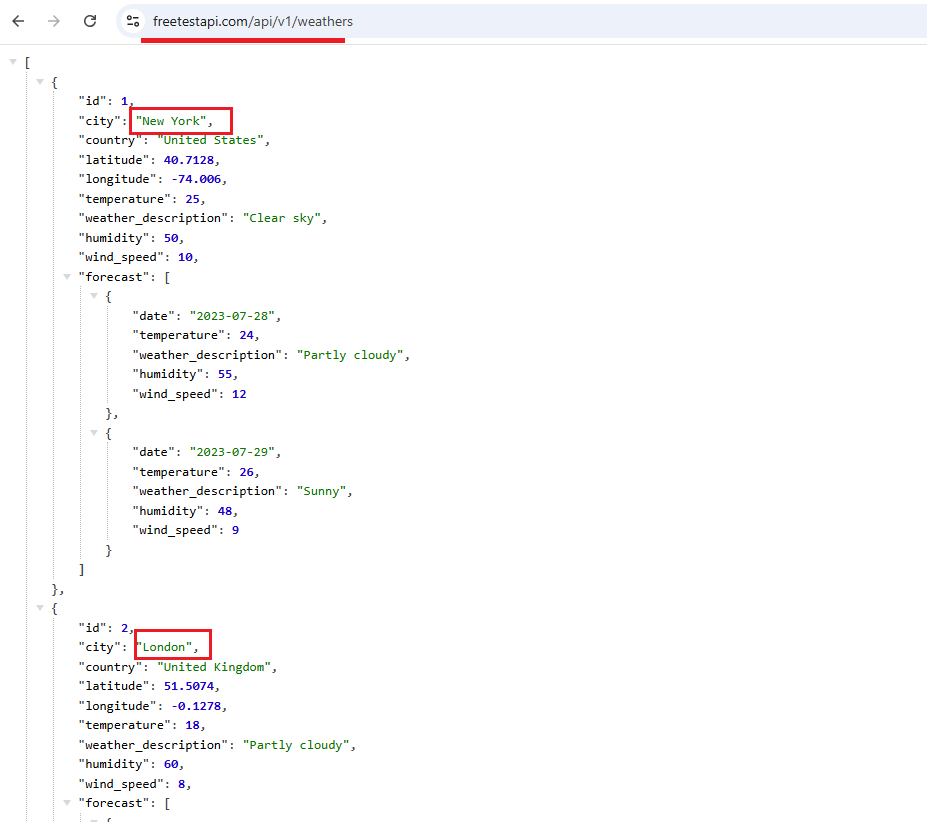 freetestapi.com/api/v1/weathers
[
{
"id": 1,
"city": "New York",
"country": "United States",
"latitude": 40.7128,
"longitude": -74.006,
"temperature": 25,
"weather_description": "Clear sky",
"humidity": 50,
"wind_speed": 10,
"forecast": [
{
"date": "2023-07-28",
"temperature": 24,
"weather_description": "Partly cloudy",
"humidity": 55,
"wind_speed": 12
},
{
"date": "2023-07-29",
"temperature": 26,
"weather_description": "Sunny",
"humidity": 48,
"wind_speed": 9
}
]
},
{
"id": 2,
"city": "London",
"country": "United Kingdom",
"latitude": 51.5074,
"longitude": -0.1278,
"temperature": 18,
"weather_description": "Partly cloudy",
"humidity": 60,
"wind_speed": 8,
"forecast": [
{